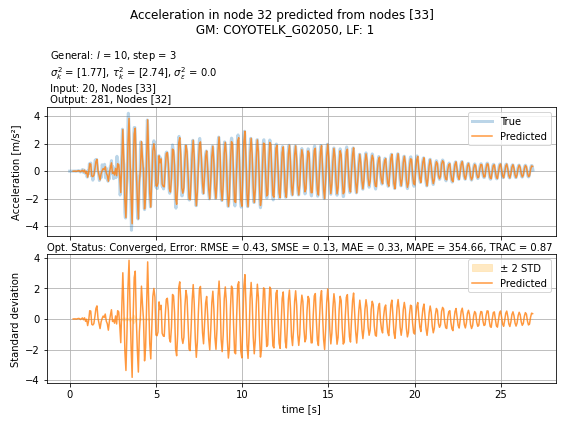 Acceleration in node 32 predicted from nodes [33]
GM: COYOTELK_G02050, LF: 1
General: l = 10, step = 3
σ²ₖ = [1.77], τ²ₖ = [2.74], σ²ε = 0.0
Input: 20, Nodes [33]
Output: 281, Nodes [32]
Acceleration [m/s²]
4
2
0
−2
−4
True
Predicted
Opt. Status: Converged, Error: RMSE = 0.43, SMSE = 0.13, MAE = 0.33, MAPE = 354.66, TRAC = 0.87
Standard deviation
4
2
0
−2
−4
± 2 STD
Predicted
0 5 10 15 20 25
time [s]